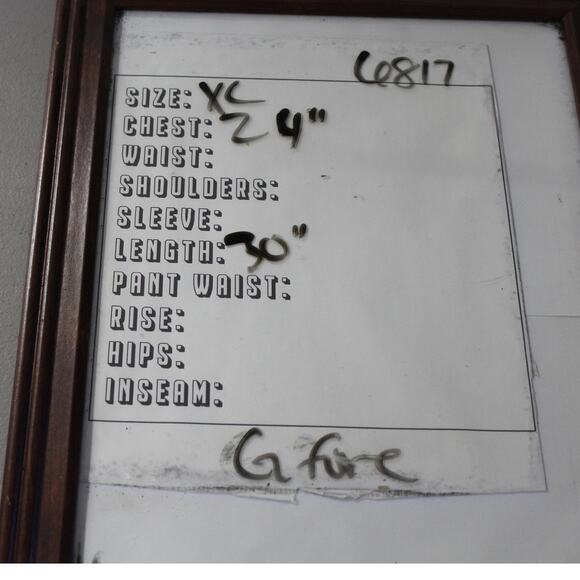 6817
SIZE: XL
CHEST: 24"
WAIST:
SHOULDERS:
SLEEVE:
LENGTH: 30"
PANT WAIST:
RISE:
HIPS:
INSEAM:
G fore